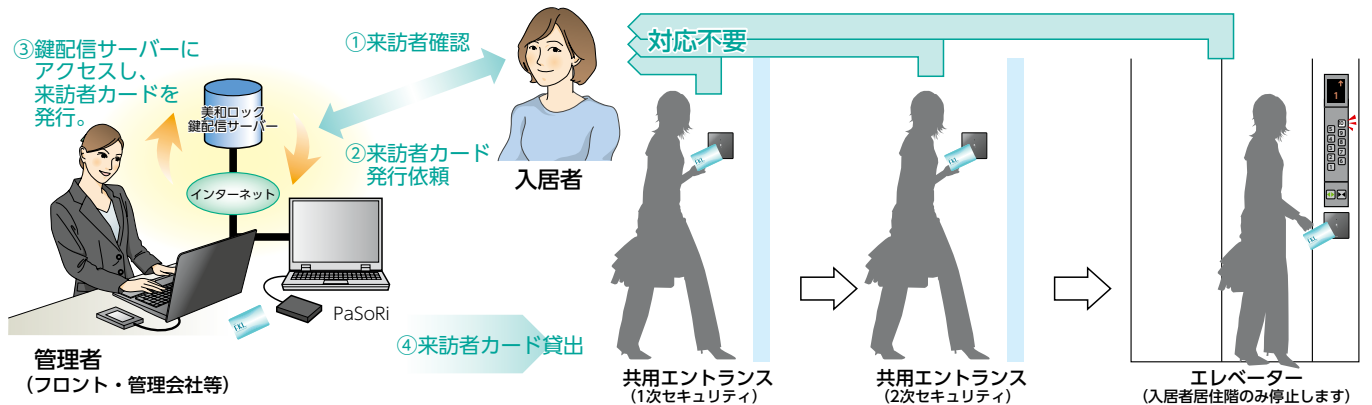 ③鍵配信サーバーに
アクセスし、
来訪者カードを
発行。
美和ロック
鍵配信サーバー
インターネット
PaSoRi
管理者
（フロント・管理会社等）
①来訪者確認
②来訪者カード
発行依頼
入居者
④来訪者カード貸出
対応不要
FKL
共用エントランス
（1次セキュリティ）
FKL
共用エントランス
（2次セキュリティ）
FKL
1
エレベーター
（入居者居住階のみ停止します）
FKL